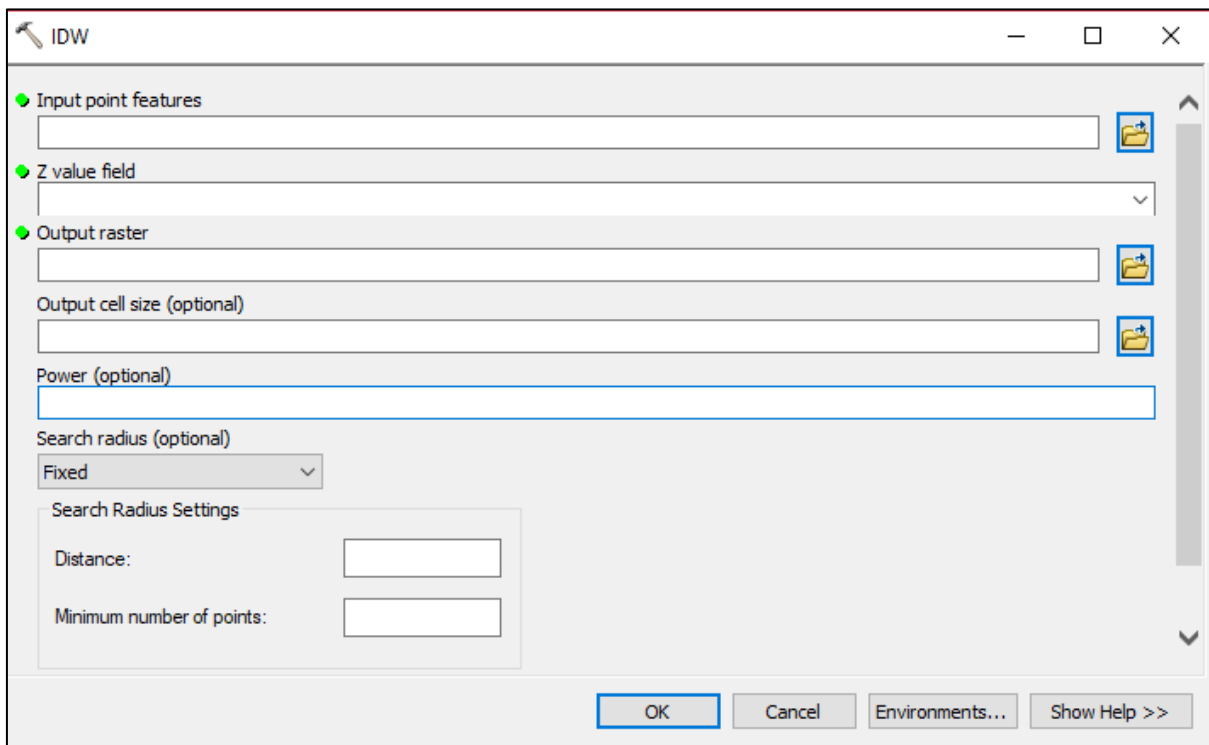 IDW
Input point features
Z value field
Output raster
Output cell size (optional)
Power (optional)
Search radius (optional)
Fixed
Search Radius Settings
Distance:
Minimum number of points:
OK Cancel Environments... Show Help >>